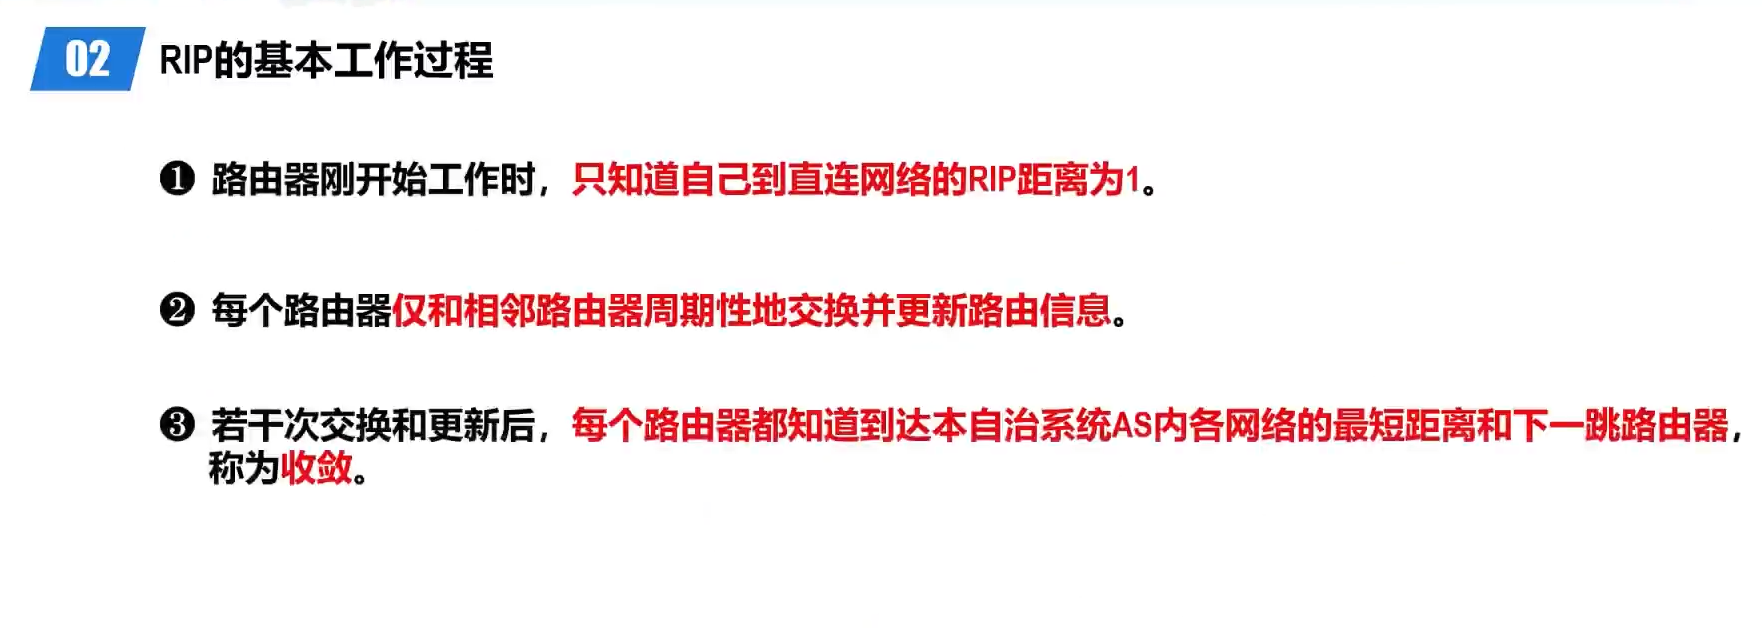 02 RIP的基本工作过程
❶ 路由器刚开始工作时，只知道自己到直连网络的RIP距离为1。
❷ 每个路由器仅和相邻路由器周期性地交换并更新路由信息。
❸ 若干次交换和更新后，每个路由器都知道到达本自治系统AS内各网络的最短距离和下一跳路由器，
称为收敛。